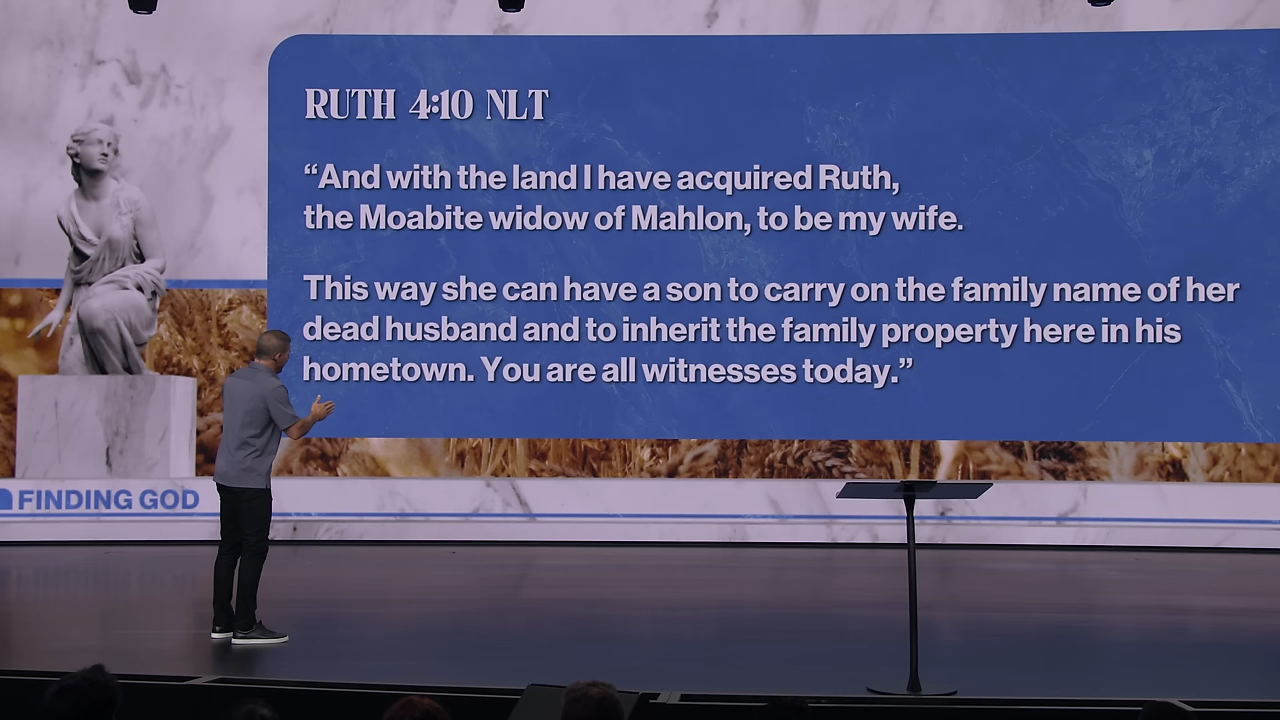 RUTH 4:10 NLT
“And with the land I have acquired Ruth,
the Moabite widow of Mahlon, to be my wife.
This way she can have a son to carry on the family name of her
dead husband and to inherit the family property here in his
hometown. You are all witnesses today.”
FINDING GOD